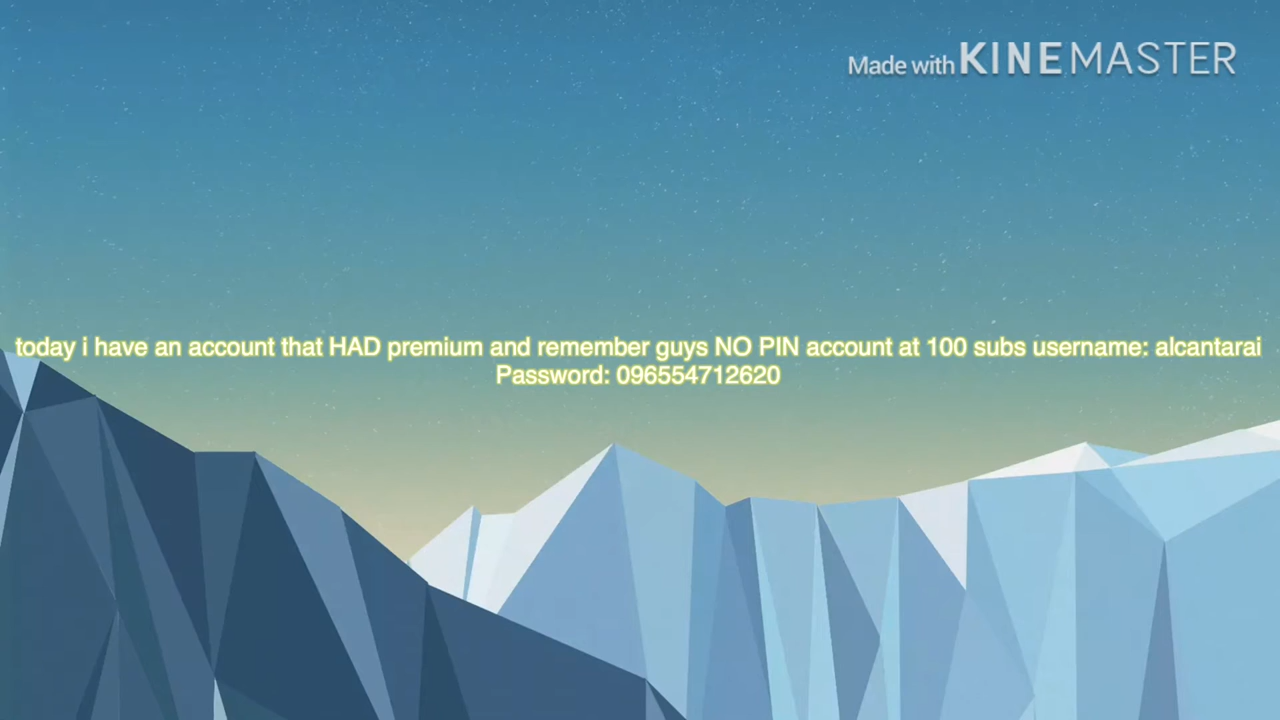 Made with KINEMASTER
today i have an account that HAD premium and remember guys NO PIN account at 100 subs username: alcantarai
Password: 096554712620